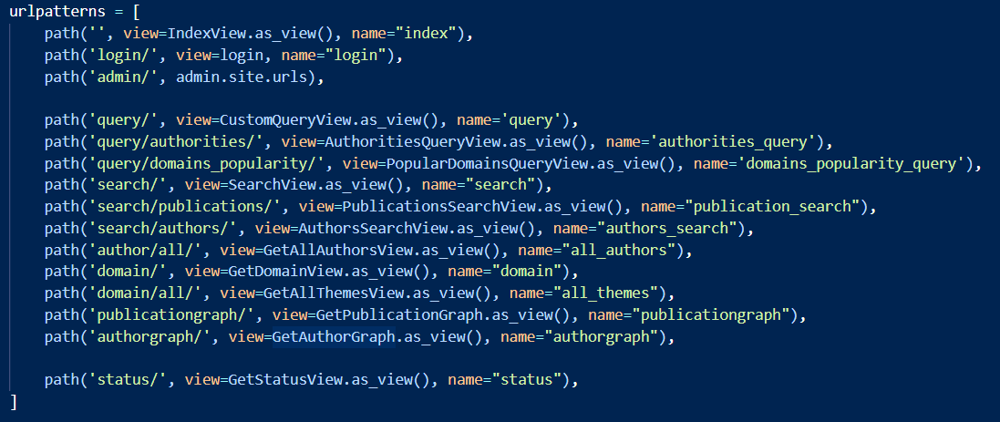 urlpatterns = [
    path('', view=IndexView.as_view(), name="index"),
    path('login/', view=login, name="login"),
    path('admin/', admin.site.urls),

    path('query/', view=CustomQueryView.as_view(), name='query'),
    path('query/authorities/', view=AuthoritiesQueryView.as_view(), name='authorities_query'),
    path('query/domains_popularity/', view=PopularDomainsQueryView.as_view(), name='domains_popularity_query'),
    path('search/', view=SearchView.as_view(), name="search"),
    path('search/publications/', view=PublicationsSearchView.as_view(), name="publication_search"),
    path('search/authors/', view=AuthorsSearchView.as_view(), name="authors_search"),
    path('author/all/', view=GetAllAuthorsView.as_view(), name="all_authors"),
    path('domain/', view=GetDomainView.as_view(), name="domain"),
    path('domain/all/', view=GetAllThemesView.as_view(), name="all_themes"),
    path('publicationgraph/', view=GetPublicationGraph.as_view(), name="publicationgraph"),
    path('authorgraph/', view=GetAuthorGraph.as_view(), name="authorgraph"),

    path('status/', view=GetStatusView.as_view(), name="status"),
]